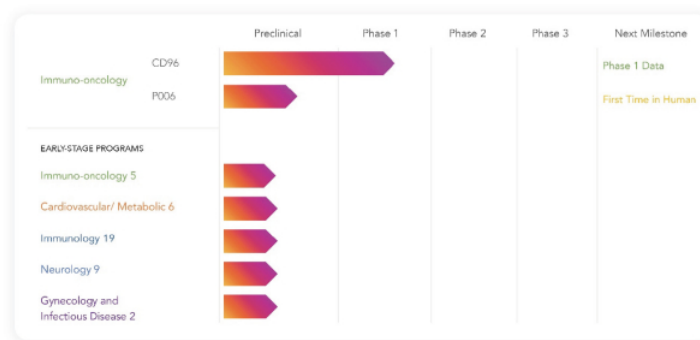 Preclinical Phase 1 Phase 2 Phase 3 Next Milestone
CD96
Immuno-oncology
Phase 1 Data
P006
First Time in Human
EARLY-STAGE PROGRAMS
Immuno-oncology 5
Cardiovascular/ Metabolic 6
Immunology 19
Neurology 9
Gynecology and
Infectious Disease 2